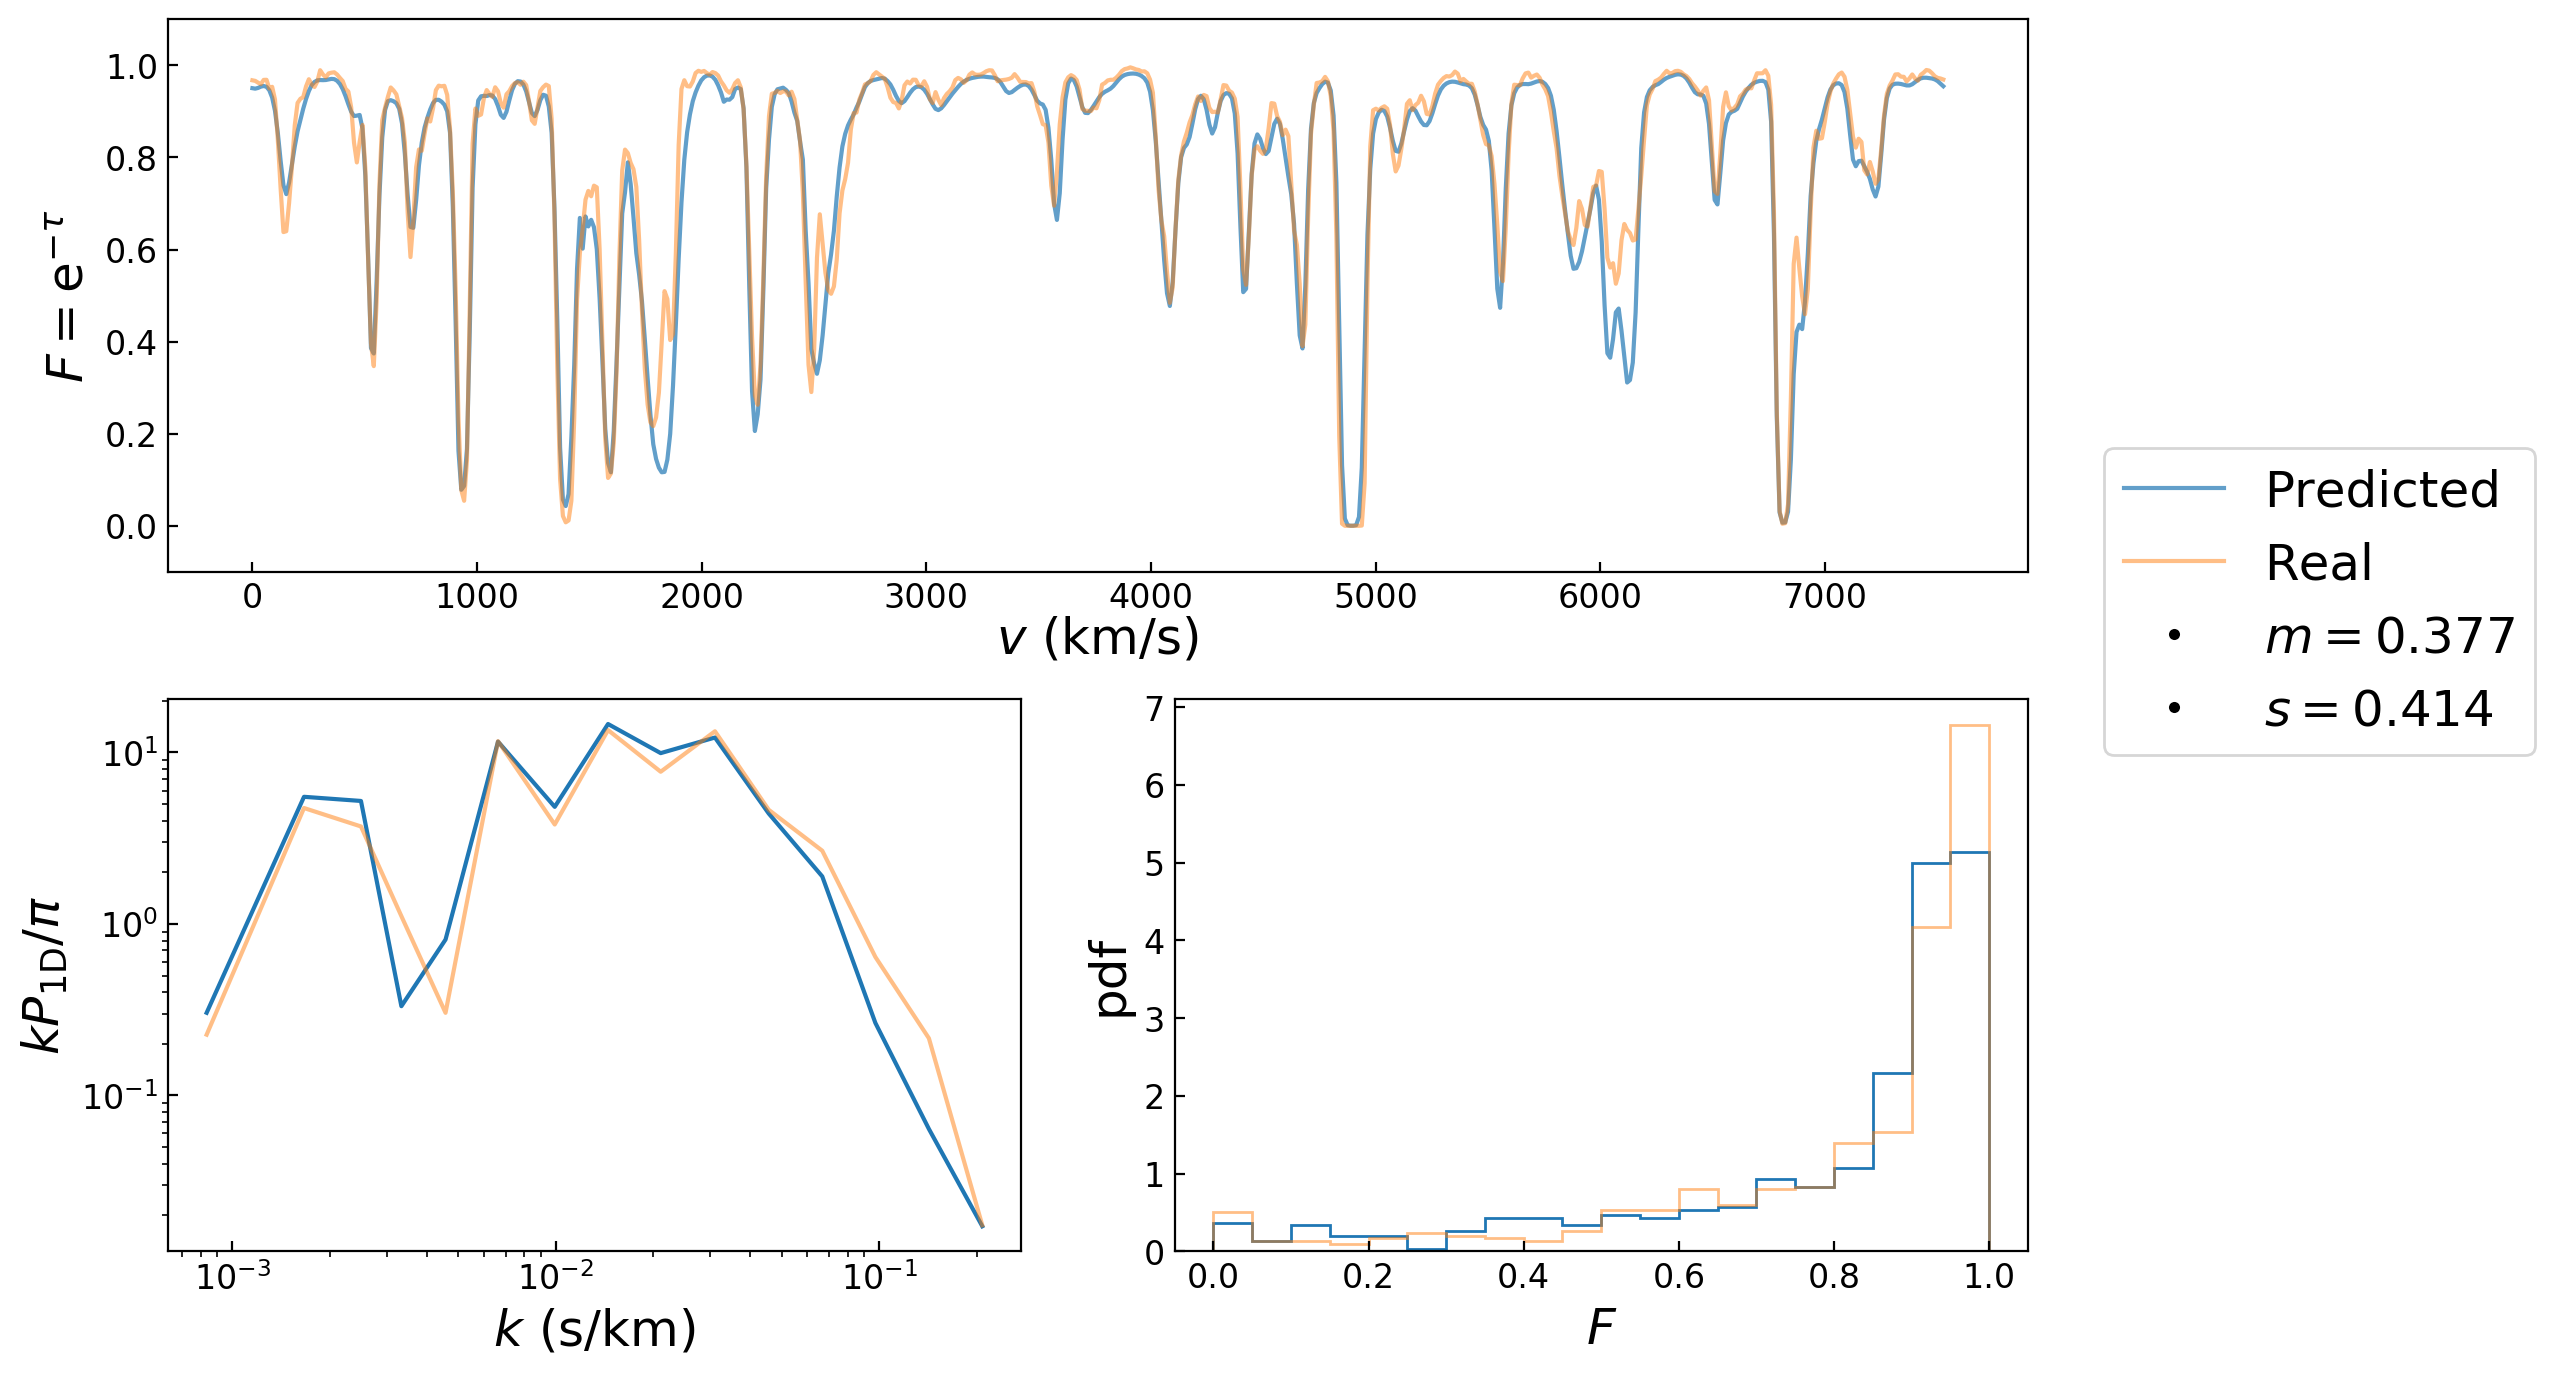 1.0
0.8
0.6
0.4
0.2
0.0
F = e^{-τ}
0 1000 2000 3000 4000 5000 6000 7000
v (km/s)
Predicted
Real
m = 0.377
s = 0.414
10^1
10^0
10^{-1}
kP_{1D}/π
10^{-3} 10^{-2} 10^{-1}
k (s/km)
7
6
5
4
3
2
1
0
pdf
0.0 0.2 0.4 0.6 0.8 1.0
F